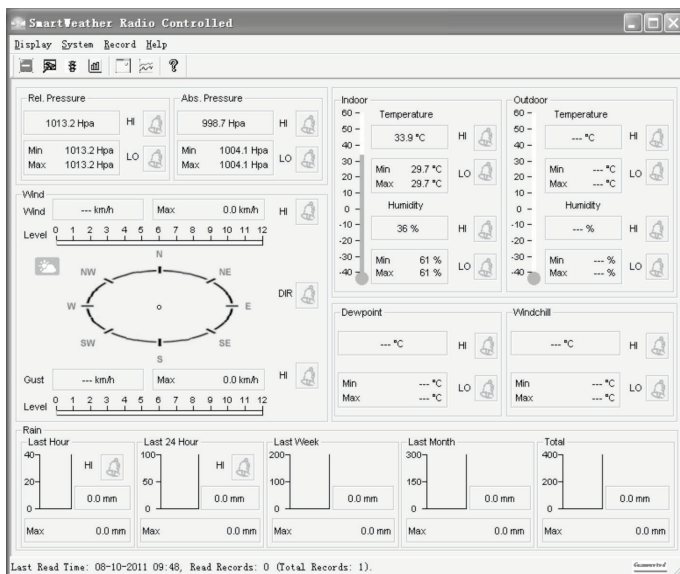 SmartWeather Radio Controlled
Display System Record Help
Rel. Pressure
1013.2 Hpa HI
Min 1013.2 Hpa
Max 1013.2 Hpa
LO
Abs. Pressure
998.7 Hpa HI
Min 1004.1 Hpa
Max 1004.1 Hpa
LO
Wind
Wind --- km/h Max 0.0 km/h HI
Level 0 1 2 3 4 5 6 7 8 9 10 11 12
N
NW NE
W E
SW SE
S
DIR
Gust --- km/h Max 0.0 km/h HI
Level 0 1 2 3 4 5 6 7 8 9 10 11 12
Indoor
60
50
40
30
20
10
0
-10
-20
-30
-40
Temperature
33.9 °C HI
Min 29.7 °C
Max 29.7 °C
LO
Humidity
36 % HI
Min 61 %
Max 61 %
LO
Outdoor
60
50
40
30
20
10
0
-10
-20
-30
-40
Temperature
--- °C HI
Min --- °C
Max --- °C
LO
Humidity
--- % HI
Min --- %
Max --- %
LO
Dewpoint
--- °C HI
Min --- °C
Max --- °C
LO
Windchill
--- °C HI
Min --- °C
Max --- °C
LO
Rain
Last Hour
40
20
0
HI
0.0 mm
Max 0.0 mm
Last 24 Hour
100
50
0
HI
0.0 mm
Max 0.0 mm
Last Week
200
100
0
0.0 mm
Max 0.0 mm
Last Month
300
150
0
0.0 mm
Max 0.0 mm
Total
400
200
0
0.0 mm
Max 0.0 mm
Last Read Time: 08-10-2011 09:48, Read Records: 0 (Total Records: 1).